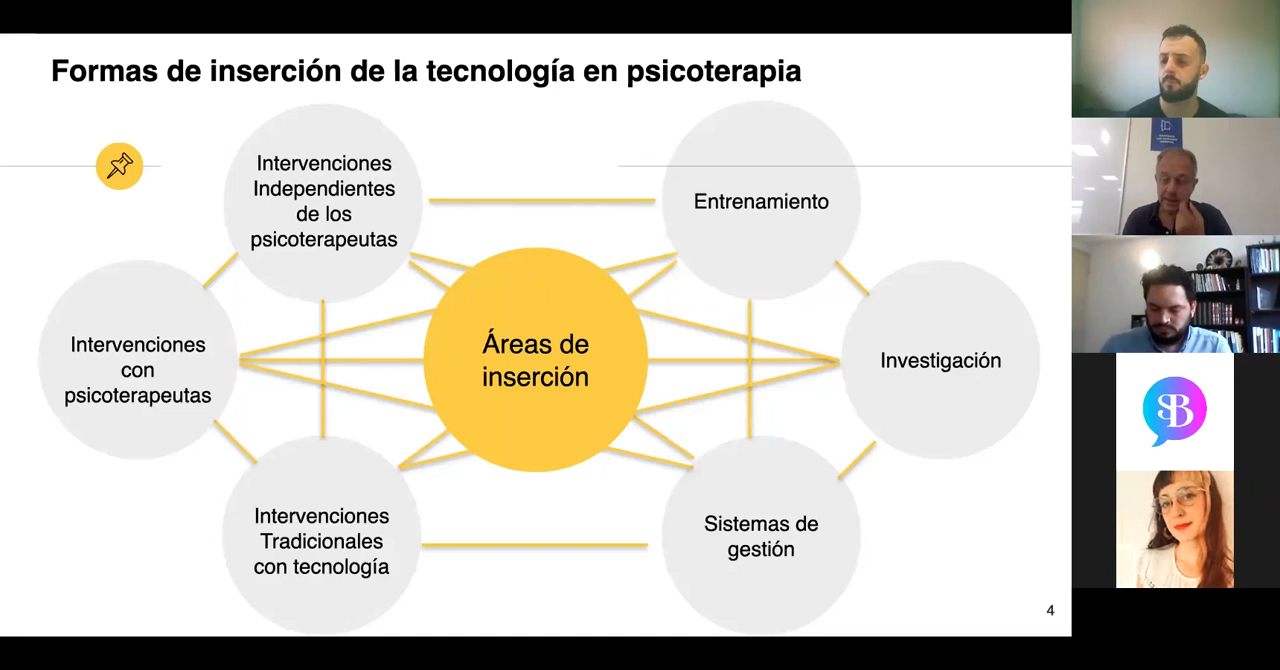 Formas de inserción de la tecnología en psicoterapia
Intervenciones
Independientes
de los
psicoterapeutas
Entrenamiento
Intervenciones
con
psicoterapeutas
Áreas de
inserción
Investigación
Intervenciones
Tradicionales
con tecnología
Sistemas de
gestión
4
SB